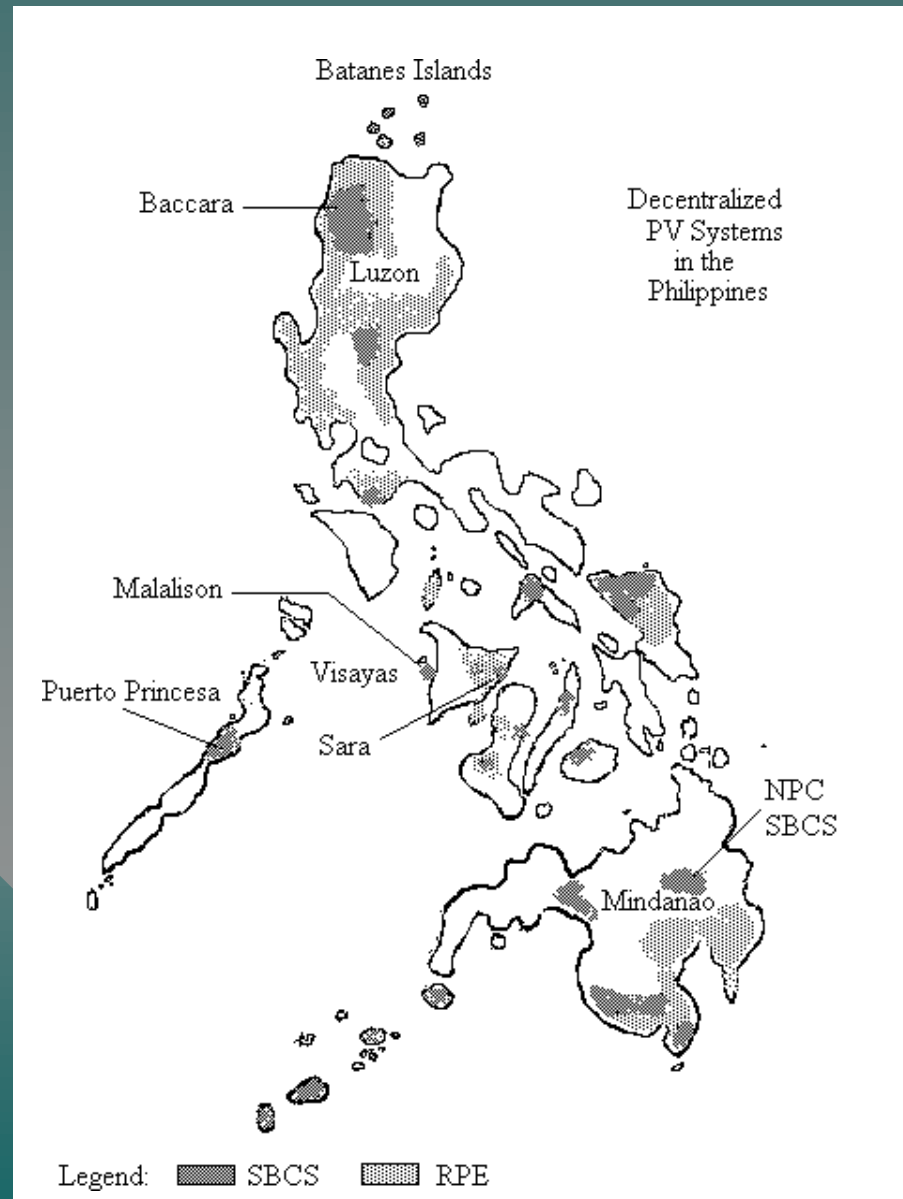 Batanes Islands
Baccara
Decentralized
PV Systems
in the
Philippines
Luzon
Malalison
Visayas
Puerto Princesa
Sara
NPC
SBCS
Mindanao
Legend: SBCS RPE